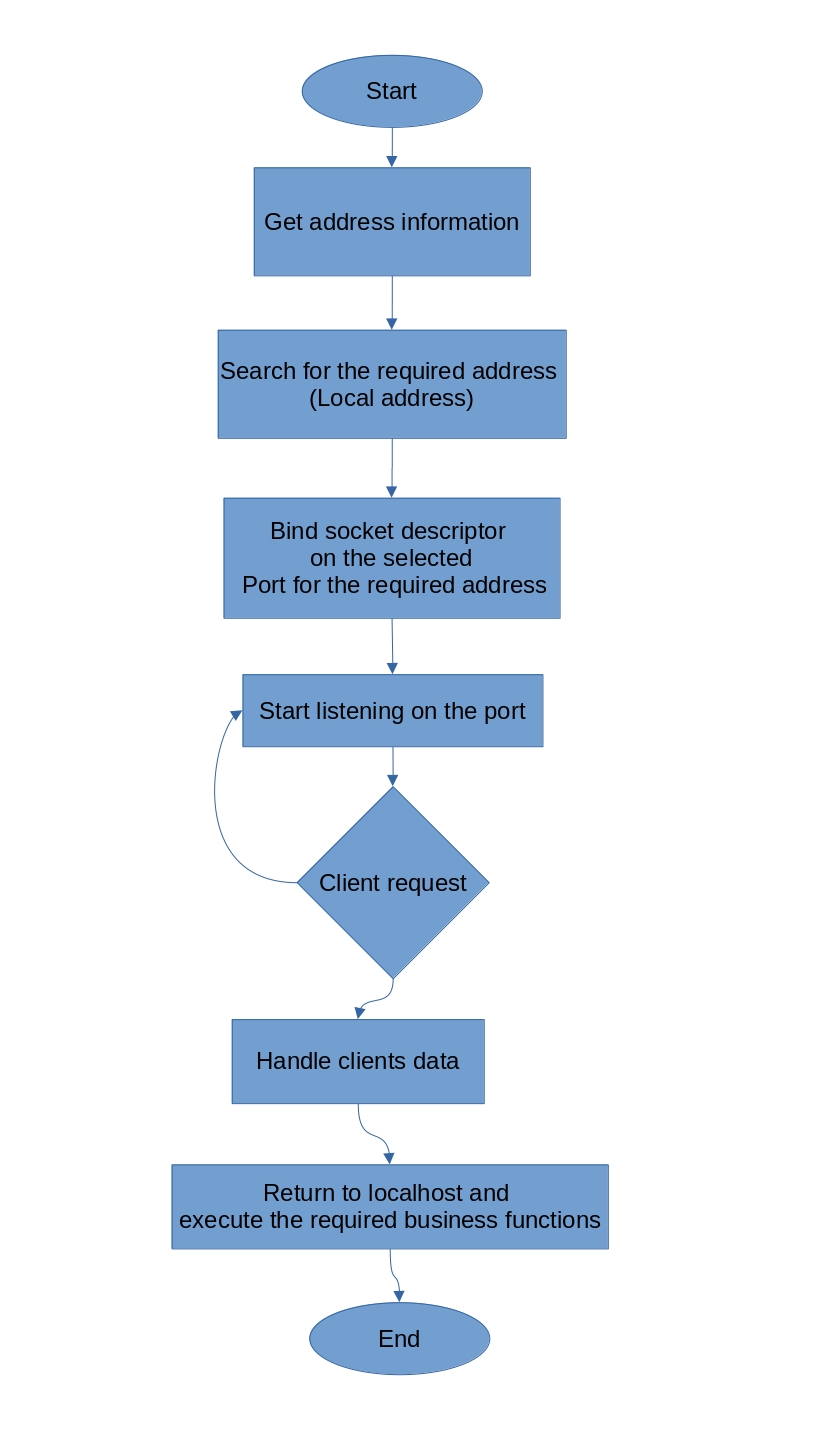 Start
Get address information
Search for the required address
(Local address)
Bind socket descriptor
on the selected
Port for the required address
Start listening on the port
Client request
Handle clients data
Return to localhost and
execute the required business functions
End